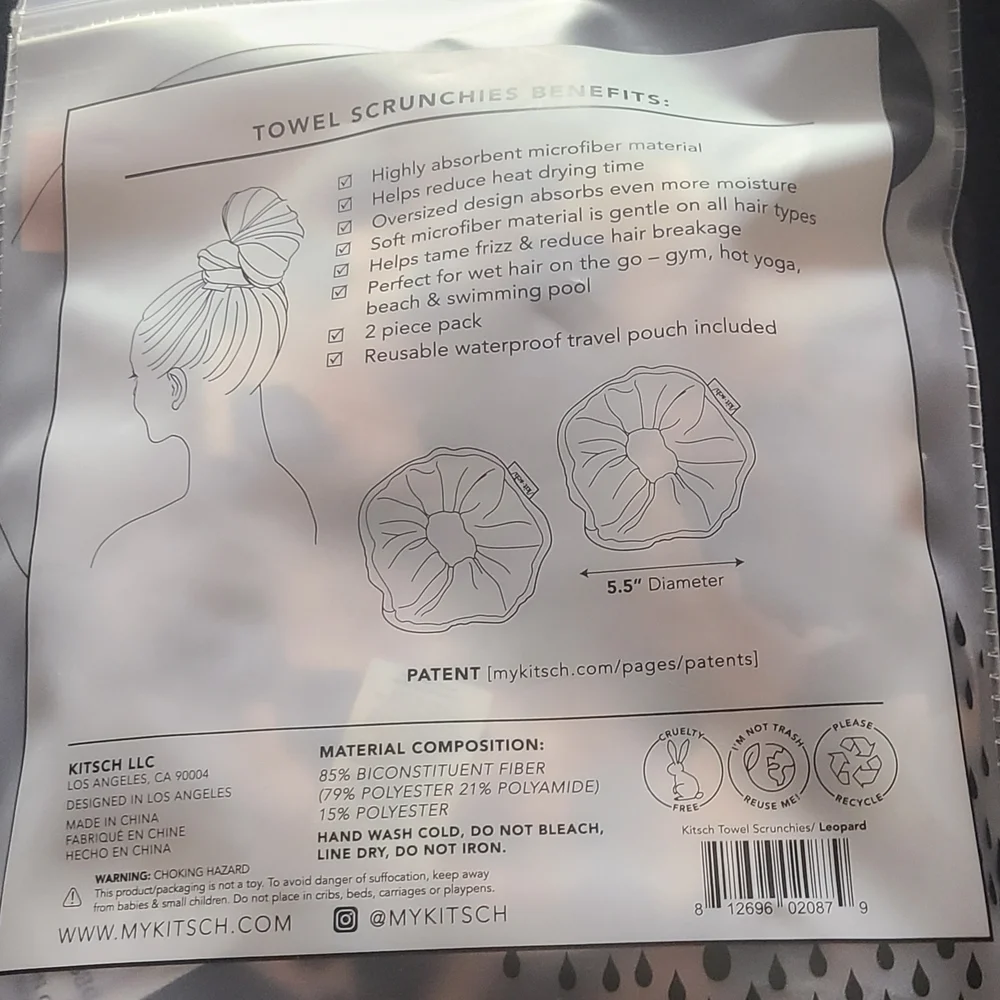 TOWEL SCRUNCHIES BENEFITS:
Highly absorbent microfiber material
Helps reduce heat drying time
Oversized design absorbs even more moisture
Soft microfiber material is gentle on all hair types
Helps tame frizz & reduce hair breakage
Perfect for wet hair on the go – gym, hot yoga,
beach & swimming pool
2 piece pack
Reusable waterproof travel pouch included
5.5" Diameter
PATENT [mykitsch.com/pages/patents]
KITSCH LLC
LOS ANGELES, CA 90004
DESIGNED IN LOS ANGELES
MADE IN CHINA
FABRIQUÉ EN CHINE
HECHO EN CHINA
MATERIAL COMPOSITION:
85% BICONSTITUENT FIBER
(79% POLYESTER 21% POLYAMIDE)
15% POLYESTER
HAND WASH COLD, DO NOT BLEACH,
LINE DRY, DO NOT IRON.
CRUELTY
FREE
I'M NOT TRASH
REUSE ME!
PLEASE
RECYCLE
Kitsch Towel Scrunchies/ Leopard
8 12696 02087 9
WARNING: CHOKING HAZARD
This product/packaging is not a toy. To avoid danger of suffocation, keep away
from babies & small children. Do not place in cribs, beds, carriages or playpens.
WWW.MYKITSCH.COM
@MYKITSCH